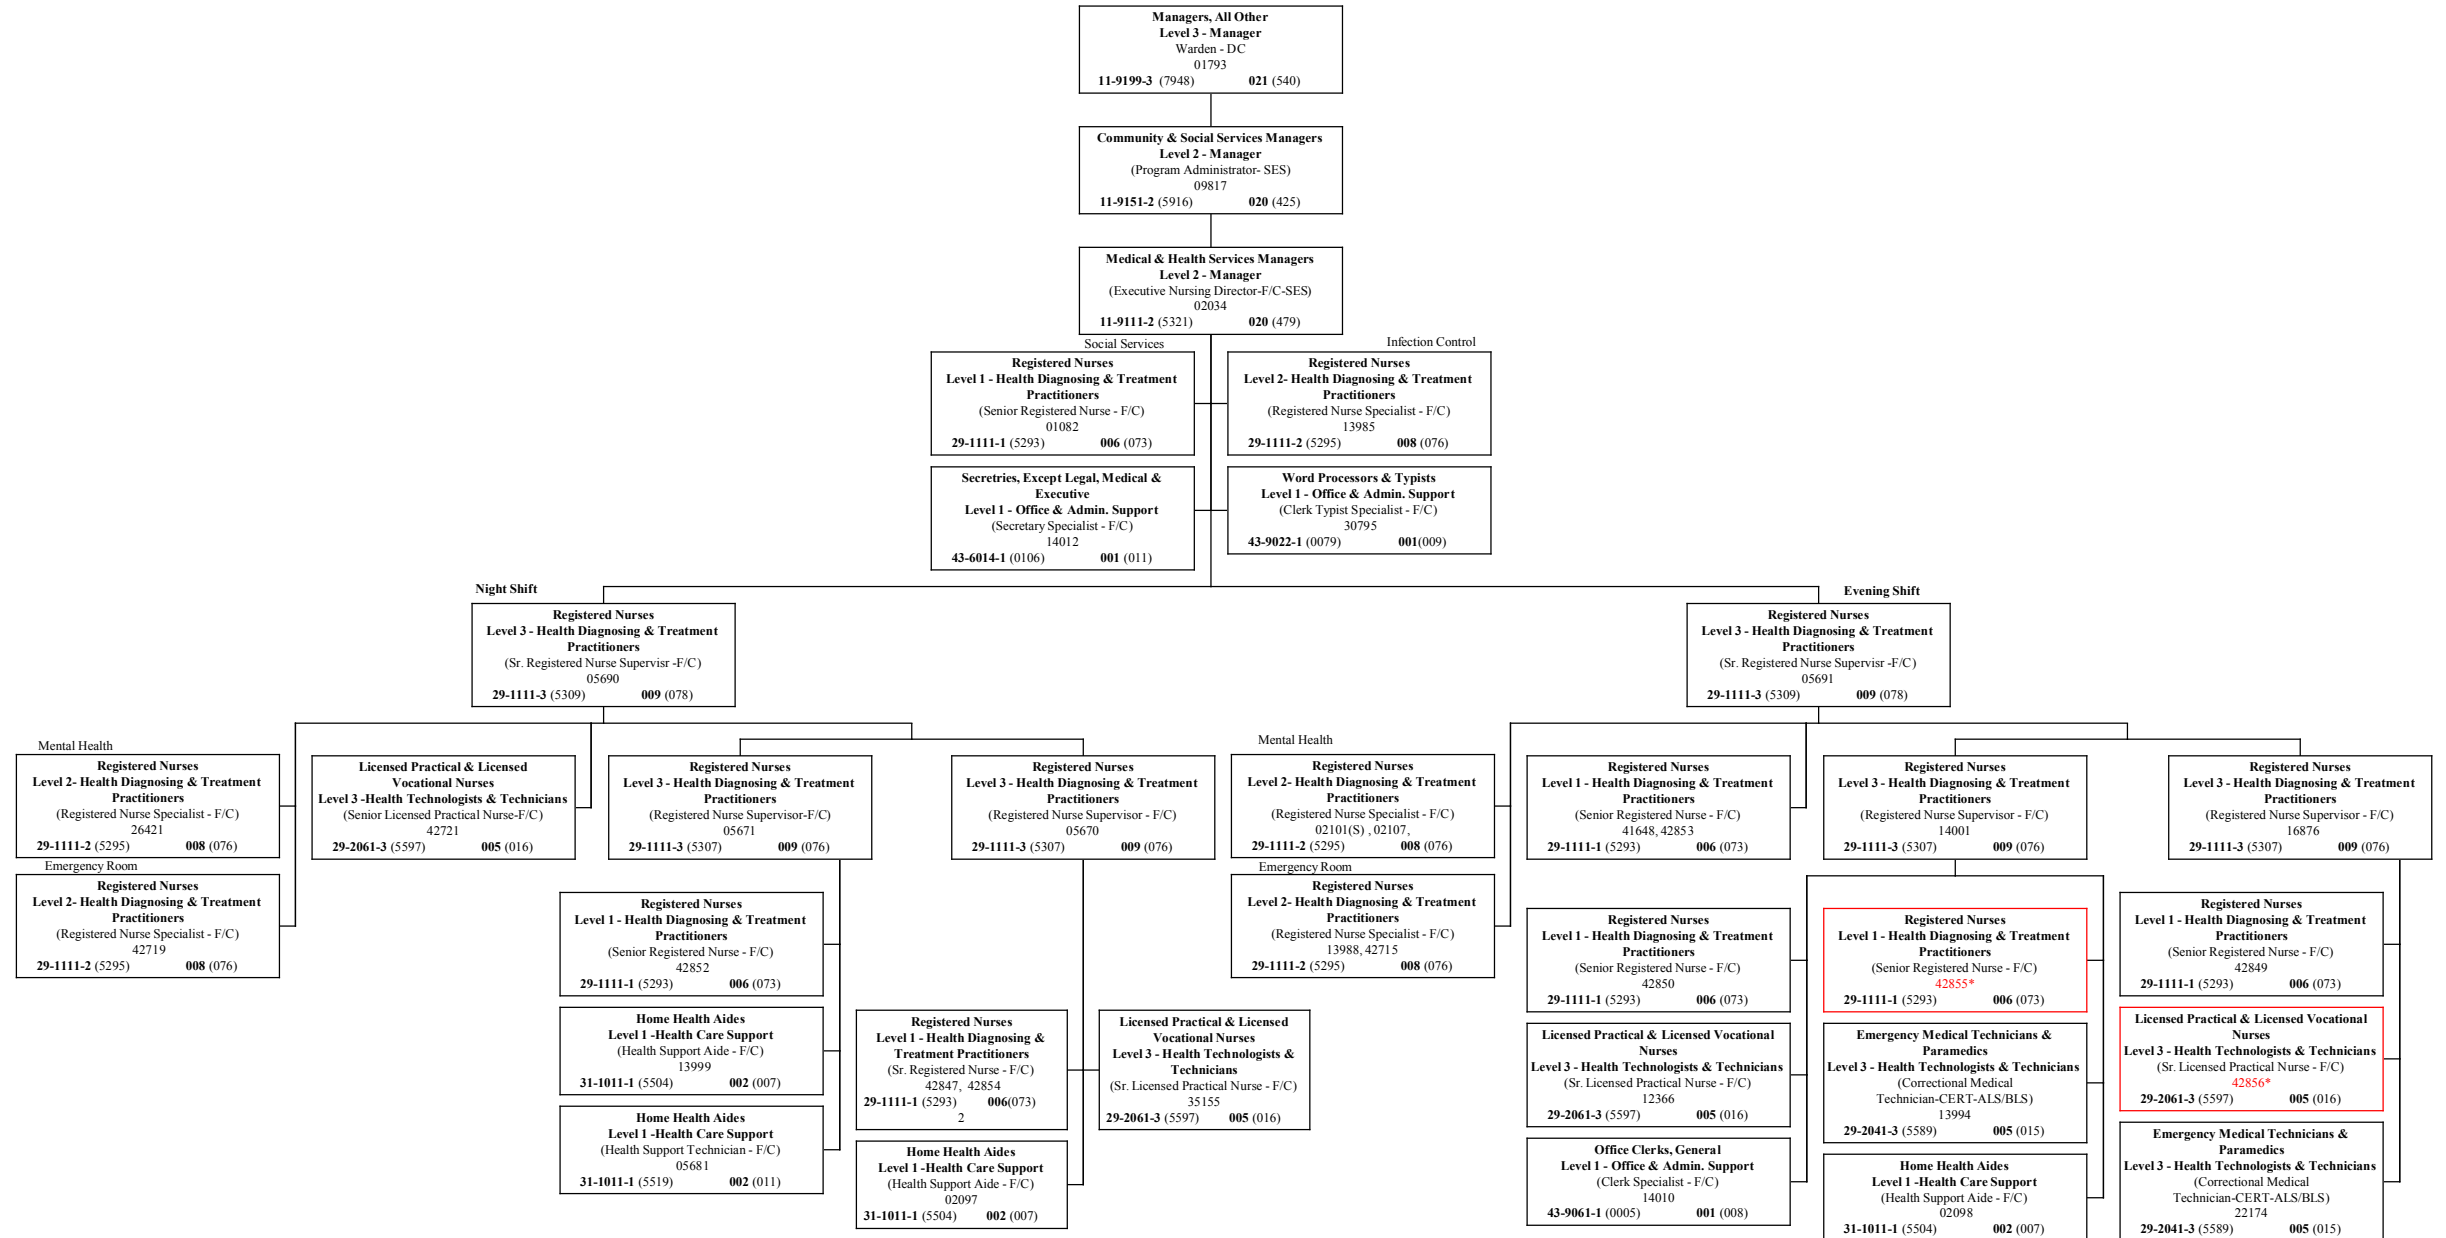 Managers, All Other
Level 3 - Manager
Warden - DC
01793
11-9199-3 (7948) 021 (540)
Community & Social Services Managers
Level 2 - Manager
(Program Administrator- SES)
09817
11-9151-2 (5916) 020 (425)
Medical & Health Services Managers
Level 2 - Manager
(Executive Nursing Director-F/C-SES)
02034
11-9111-2 (5321) 020 (479)
Social Services
Registered Nurses
Level 1 - Health Diagnosing & Treatment
Practitioners
(Senior Registered Nurse - F/C)
01082
29-1111-1 (5293) 006 (073)
Infection Control
Registered Nurses
Level 2- Health Diagnosing & Treatment
Practitioners
(Registered Nurse Specialist - F/C)
13985
29-1111-2 (5295) 008 (076)
Secretries, Except Legal, Medical &
Executive
Level 1 - Office & Admin. Support
(Secretary Specialist - F/C)
14012
43-6014-1 (0106) 001 (011)
Word Processors & Typists
Level 1 - Office & Admin. Support
(Clerk Typist Specialist - F/C)
30795
43-9022-1 (0079) 001(009)
Night Shift
Registered Nurses
Level 3 - Health Diagnosing & Treatment
Practitioners
(Sr. Registered Nurse Supervisr -F/C)
05690
29-1111-3 (5309) 009 (078)
Evening Shift
Registered Nurses
Level 3 - Health Diagnosing & Treatment
Practitioners
(Sr. Registered Nurse Supervisr -F/C)
05691
29-1111-3 (5309) 009 (078)
Mental Health
Registered Nurses
Level 2- Health Diagnosing & Treatment
Practitioners
(Registered Nurse Specialist - F/C)
26421
29-1111-2 (5295) 008 (076)
Emergency Room
Registered Nurses
Level 2- Health Diagnosing & Treatment
Practitioners
(Registered Nurse Specialist - F/C)
42719
29-1111-2 (5295) 008 (076)
Licensed Practical & Licensed
Vocational Nurses
Level 3 -Health Technologists & Technicians
(Senior Licensed Practical Nurse-F/C)
42721
29-2061-3 (5597) 005 (016)
Registered Nurses
Level 3 - Health Diagnosing & Treatment
Practitioners
(Registered Nurse Supervisor-F/C)
05671
29-1111-3 (5307) 009 (076)
Registered Nurses
Level 3 - Health Diagnosing & Treatment
Practitioners
(Registered Nurse Supervisor - F/C)
05670
29-1111-3 (5307) 009 (076)
Registered Nurses
Level 1 - Health Diagnosing & Treatment
Practitioners
(Senior Registered Nurse - F/C)
42852
29-1111-1 (5293) 006 (073)
Home Health Aides
Level 1 -Health Care Support
(Health Support Aide - F/C)
13999
31-1011-1 (5504) 002 (007)
Home Health Aides
Level 1 -Health Care Support
(Health Support Technician - F/C)
05681
31-1011-1 (5519) 002 (011)
Registered Nurses
Level 1 - Health Diagnosing &
Treatment Practitioners
(Sr. Registered Nurse - F/C)
42847, 42854
29-1111-1 (5293) 006(073)
2
Licensed Practical & Licensed
Vocational Nurses
Level 3 - Health Technologists &
Technicians
(Sr. Licensed Practical Nurse - F/C)
35155
29-2061-3 (5597) 005 (016)
Home Health Aides
Level 1 -Health Care Support
(Health Support Aide - F/C)
02097
31-1011-1 (5504) 002 (007)
Mental Health
Registered Nurses
Level 2- Health Diagnosing & Treatment
Practitioners
(Registered Nurse Specialist - F/C)
02101(S) , 02107,
29-1111-2 (5295) 008 (076)
Emergency Room
Registered Nurses
Level 2- Health Diagnosing & Treatment
Practitioners
(Registered Nurse Specialist - F/C)
13988, 42715
29-1111-2 (5295) 008 (076)
Registered Nurses
Level 1 - Health Diagnosing & Treatment
Practitioners
(Senior Registered Nurse - F/C)
41648, 42853
29-1111-1 (5293) 006 (073)
Registered Nurses
Level 3 - Health Diagnosing & Treatment
Practitioners
(Registered Nurse Supervisor - F/C)
14001
29-1111-3 (5307) 009 (076)
Registered Nurses
Level 3 - Health Diagnosing & Treatment
Practitioners
(Registered Nurse Supervisor - F/C)
16876
29-1111-3 (5307) 009 (076)
Registered Nurses
Level 1 - Health Diagnosing & Treatment
Practitioners
(Senior Registered Nurse - F/C)
42850
29-1111-1 (5293) 006 (073)
Registered Nurses
Level 1 - Health Diagnosing & Treatment
Practitioners
(Senior Registered Nurse - F/C)
42855*
29-1111-1 (5293) 006 (073)
Registered Nurses
Level 1 - Health Diagnosing & Treatment
Practitioners
(Senior Registered Nurse - F/C)
42849
29-1111-1 (5293) 006 (073)
Licensed Practical & Licensed Vocational
Nurses
Level 3 - Health Technologists & Technicians
(Sr. Licensed Practical Nurse - F/C)
12366
29-2061-3 (5597) 005 (016)
Emergency Medical Technicians &
Paramedics
Level 3 - Health Technologists & Technicians
(Correctional Medical
Technician-CERT-ALS/BLS)
13994
29-2041-3 (5589) 005 (015)
Licensed Practical & Licensed Vocational
Nurses
Level 3 - Health Technologists & Technicians
(Sr. Licensed Practical Nurse - F/C)
42856*
29-2061-3 (5597) 005 (016)
Office Clerks, General
Level 1 - Office & Admin. Support
(Clerk Specialist - F/C)
14010
43-9061-1 (0005) 001 (008)
Home Health Aides
Level 1 -Health Care Support
(Health Support Aide - F/C)
02098
31-1011-1 (5504) 002 (007)
Emergency Medical Technicians &
Paramedics
Level 3 - Health Technologists & Technicians
(Correctional Medical
Technician-CERT-ALS/BLS)
22174
29-2041-3 (5589) 005 (015)